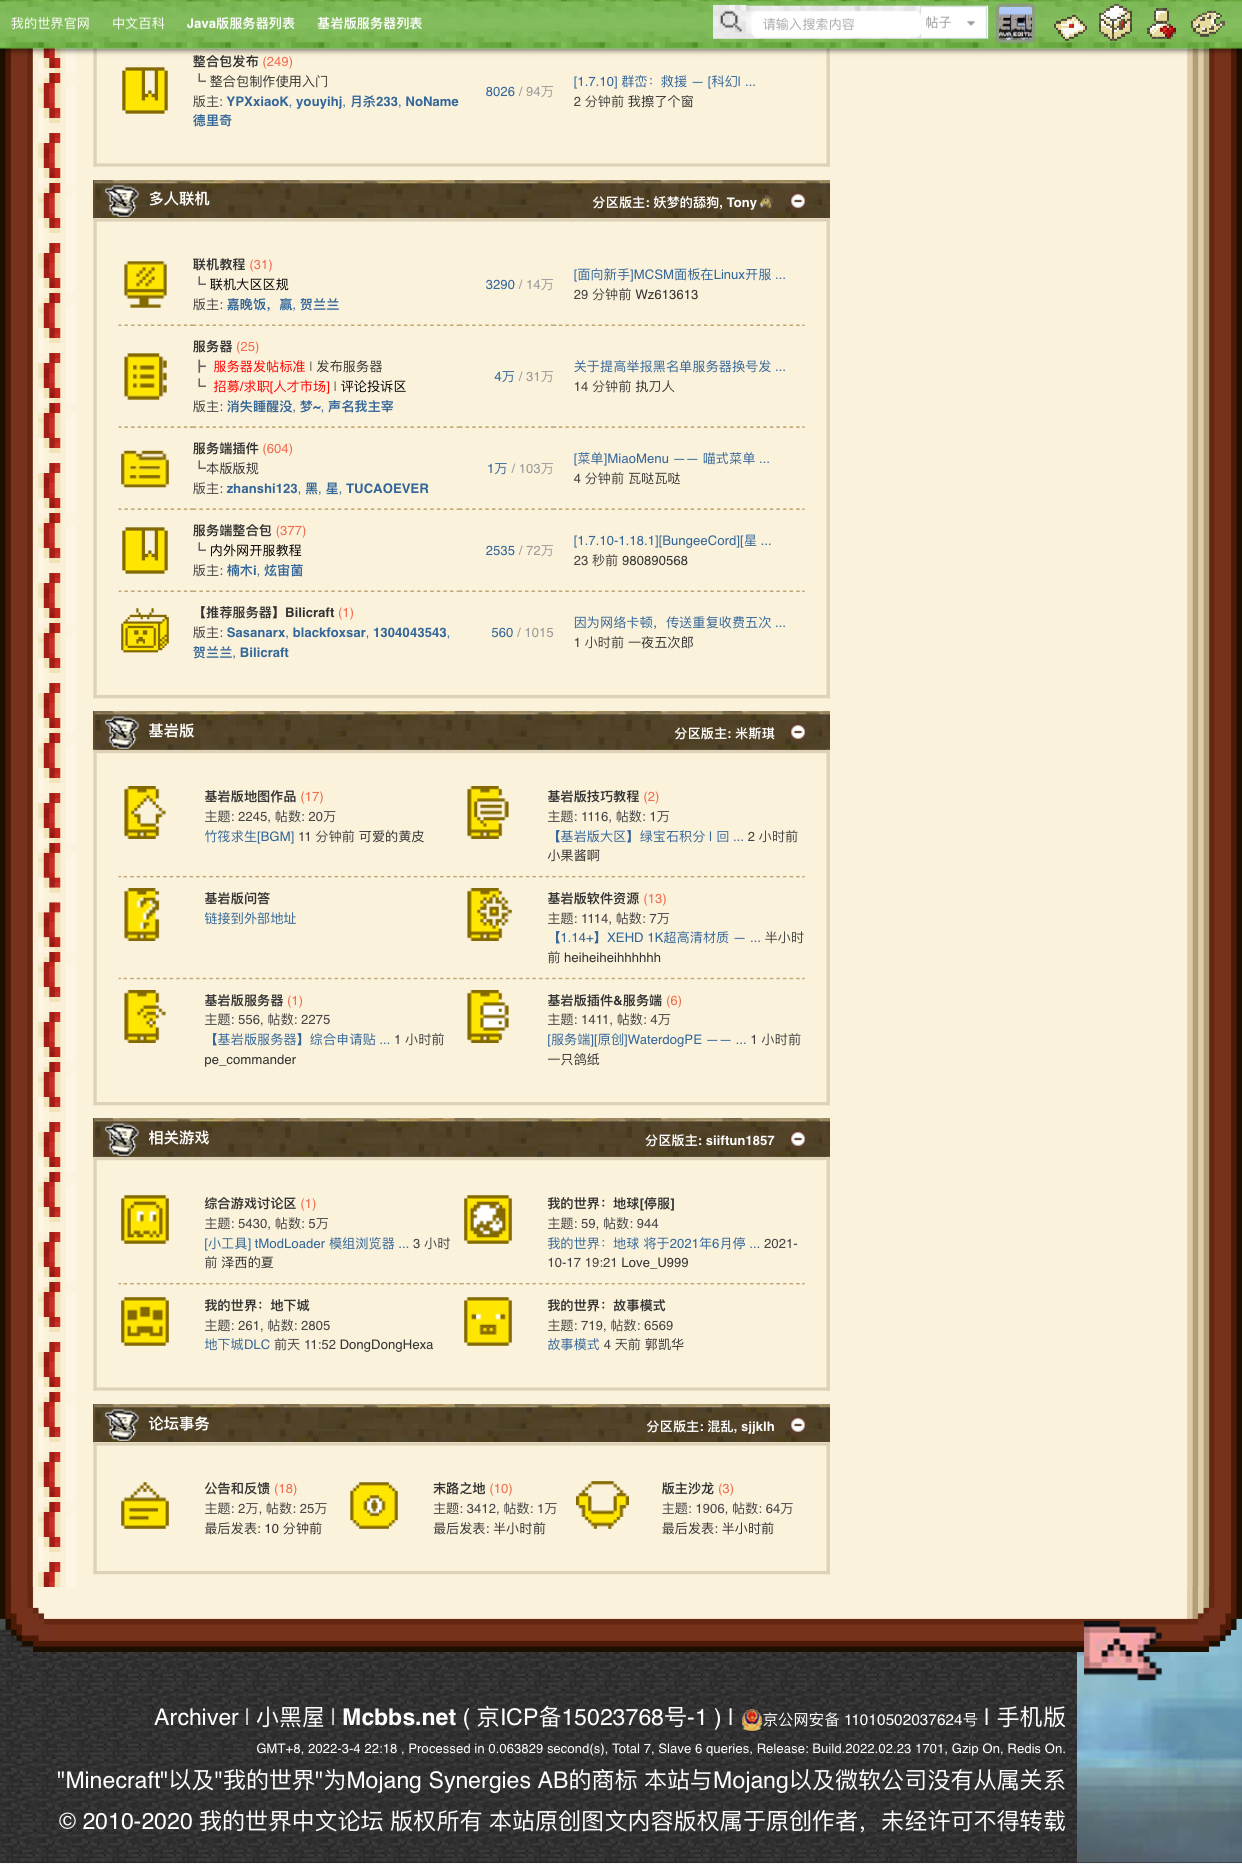 我的世界官网 中文百科 Java版服务器列表 基岩版服务器列表 请输入搜索内容 帖子
整合包发布 (249)
└ 整合包制作使用入门
版主: YPXxiaoK, youyihj, 月杀233, NoName
德里奇
8026 / 94万
[1.7.10] 群峦：救援 — [科幻| ...
2 分钟前 我擦了个窗
多人联机 分区版主: 妖梦的舔狗, Tony
联机教程 (31)
└ 联机大区区规
版主: 嘉晚饭，赢, 贺兰兰
3290 / 14万
[面向新手]MCSM面板在Linux开服 ...
29 分钟前 Wz613613
服务器 (25)
├ 服务器发帖标准 | 发布服务器
└ 招募/求职[人才市场] | 评论投诉区
版主: 消失睡醒没, 梦~, 声名我主宰
4万 / 31万
关于提高举报黑名单服务器换号发 ...
14 分钟前 执刀人
服务端插件 (604)
└本版版规
版主: zhanshi123, 黑, 星, TUCAOEVER
1万 / 103万
[菜单]MiaoMenu —— 喵式菜单 ...
4 分钟前 瓦哒瓦哒
服务端整合包 (377)
└ 内外网开服教程
版主: 楠木i, 炫宙菌
2535 / 72万
[1.7.10-1.18.1][BungeeCord][星 ...
23 秒前 980890568
【推荐服务器】Bilicraft (1)
版主: Sasanarx, blackfoxsar, 1304043543,
贺兰兰, Bilicraft
560 / 1015
因为网络卡顿，传送重复收费五次 ...
1 小时前 一夜五次郎
基岩版 分区版主: 米斯琪
基岩版地图作品 (17)
主题: 2245, 帖数: 20万
竹筏求生[BGM] 11 分钟前 可爱的黄皮
基岩版技巧教程 (2)
主题: 1116, 帖数: 1万
【基岩版大区】绿宝石积分 | 回 ... 2 小时前
小果酱啊
基岩版问答
链接到外部地址
基岩版软件资源 (13)
主题: 1114, 帖数: 7万
【1.14+】XEHD 1K超高清材质 — ... 半小时
前 heiheiheihhhhhh
基岩版服务器 (1)
主题: 556, 帖数: 2275
【基岩版服务器】综合申请贴 ... 1 小时前
pe_commander
基岩版插件&服务端 (6)
主题: 1411, 帖数: 4万
[服务端][原创]WaterdogPE —— ... 1 小时前
一只鸽纸
相关游戏 分区版主: siiftun1857
综合游戏讨论区 (1)
主题: 5430, 帖数: 5万
[小工具] tModLoader 模组浏览器 ... 3 小时
前 泽西的夏
我的世界：地球[停服]
主题: 59, 帖数: 944
我的世界：地球 将于2021年6月停 ... 2021-
10-17 19:21 Love_U999
我的世界：地下城
主题: 261, 帖数: 2805
地下城DLC 前天 11:52 DongDongHexa
我的世界：故事模式
主题: 719, 帖数: 6569
故事模式 4 天前 郭凯华
论坛事务 分区版主: 混乱, sjjklh
公告和反馈 (18)
主题: 2万, 帖数: 25万
最后发表: 10 分钟前
末路之地 (10)
主题: 3412, 帖数: 1万
最后发表: 半小时前
版主沙龙 (3)
主题: 1906, 帖数: 64万
最后发表: 半小时前
Archiver | 小黑屋 | Mcbbs.net ( 京ICP备15023768号-1 ) | 京公网安备 11010502037624号 | 手机版
GMT+8, 2022-3-4 22:18 , Processed in 0.063829 second(s), Total 7, Slave 6 queries, Release: Build.2022.02.23 1701, Gzip On, Redis On.
"Minecraft"以及"我的世界"为Mojang Synergies AB的商标 本站与Mojang以及微软公司没有从属关系
© 2010-2020 我的世界中文论坛 版权所有 本站原创图文内容版权属于原创作者，未经许可不得转载